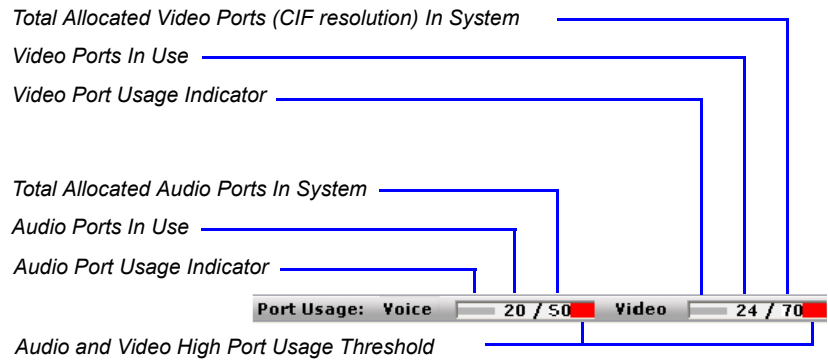 Total Allocated Video Ports (CIF resolution) In System
Video Ports In Use
Video Port Usage Indicator
Total Allocated Audio Ports In System
Audio Ports In Use
Audio Port Usage Indicator
Port Usage: Voice 20 / 50 Video 24 / 70
Audio and Video High Port Usage Threshold